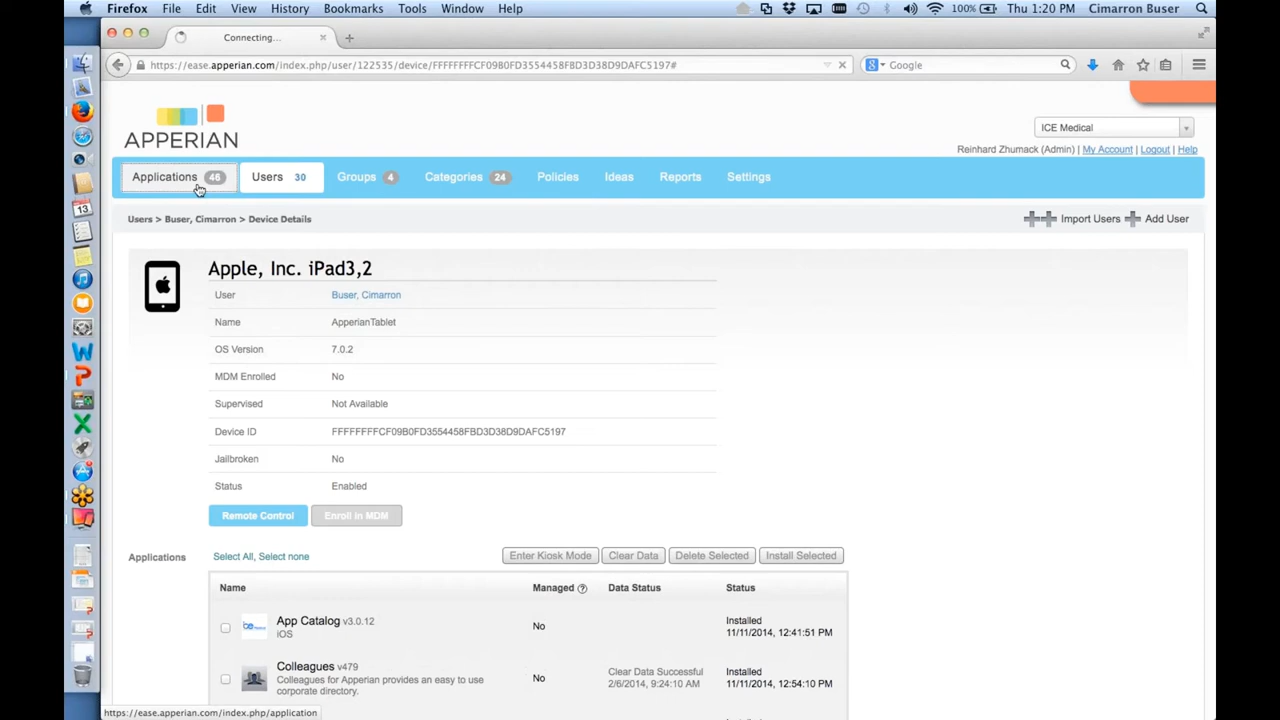 Firefox File Edit View History Bookmarks Tools Window Help 100% Thu 1:20 PM Cimarron Buser
Connecting...
https://ease.apperian.com/index.php/user/122535/device/FFFFFFFFCF09B0FD3554458FBD3D38D9DAFC5197# Google
APPERIAN
ICE Medical
Reinhard Zhumack (Admin) | My Account | Logout | Help
Applications 46 Users 30 Groups 4 Categories 24 Policies Ideas Reports Settings
Users > Buser, Cimarron > Device Details Import Users Add User
Apple, Inc. iPad3,2
User Buser, Cimarron
Name ApperianTablet
OS Version 7.0.2
MDM Enrolled No
Supervised Not Available
Device ID FFFFFFFFCF09B0FD3554458FBD3D38D9DAFC5197
Jailbroken No
Status Enabled
Remote Control Enroll in MDM
Applications Select All, Select none Enter Kiosk Mode Clear Data Delete Selected Install Selected
Name Managed ? Data Status Status
App Catalog v3.0.12
iOS
No
Installed
11/11/2014, 12:41:51 PM
Colleagues v479
Colleagues for Apperian provides an easy to use
corporate directory.
No
Clear Data Successful
2/6/2014, 9:24:10 AM
Installed
11/11/2014, 12:54:10 PM
https://ease.apperian.com/index.php/application